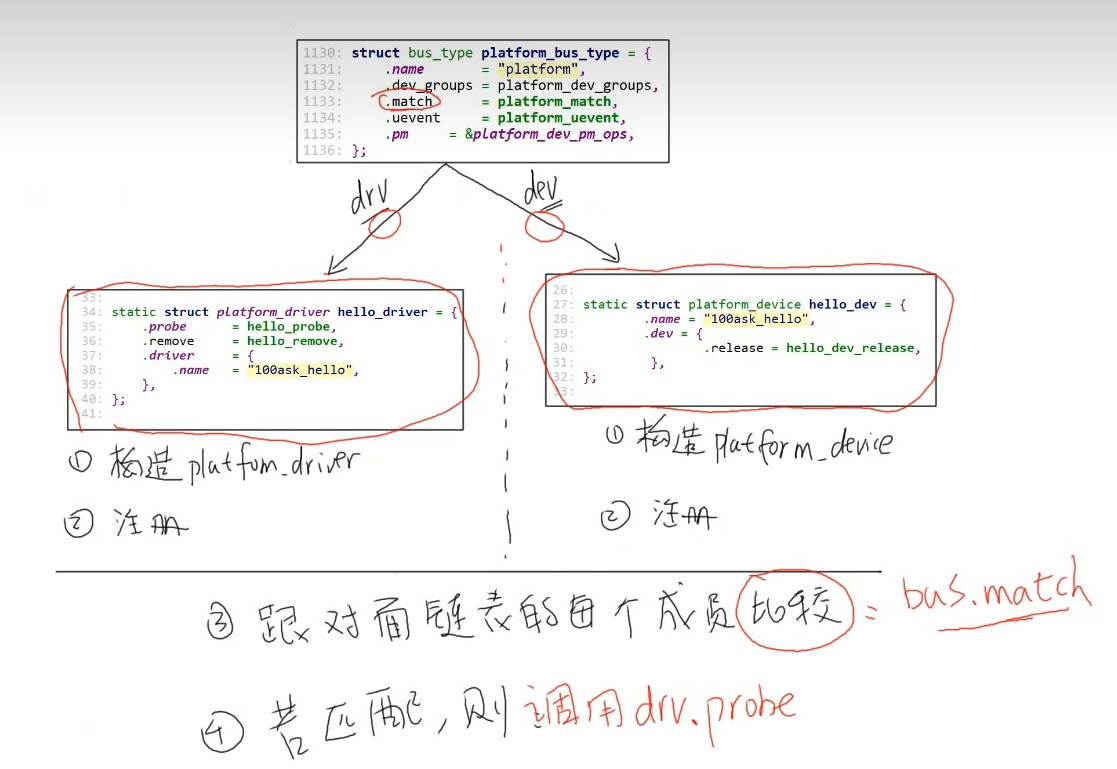 1130: struct bus_type platform_bus_type = {
1131: .name = "platform",
1132: .dev_groups = platform_dev_groups,
1133: .match = platform_match,
1134: .uevent = platform_uevent,
1135: .pm = &platform_dev_pm_ops,
1136: };
drv
dev
33:
34: static struct platform_driver hello_driver = {
35: .probe = hello_probe,
36: .remove = hello_remove,
37: .driver = {
38: .name = "100ask_hello",
39: },
40: };
41:
① 构造 platfom_driver
② 注册
26:
27: static struct platform_device hello_dev = {
28: .name = "100ask_hello",
29: .dev = {
30: .release = hello_dev_release,
31: },
32: };
33:
① 构造 platform_device
② 注册
③ 跟对面链表的每个成员比较 = bus.match
④ 若匹配,则调用drv.probe